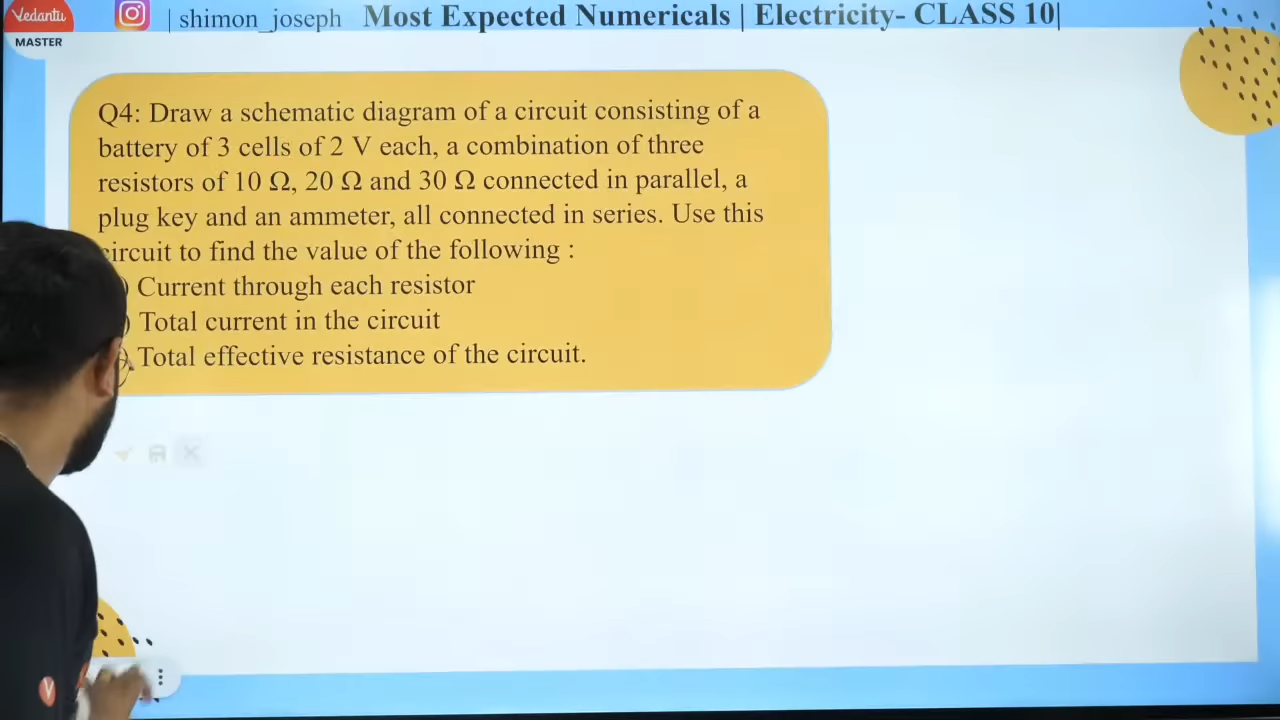 Vedantu
MASTER
| shimon_joseph Most Expected Numericals | Electricity- CLASS 10|
Q4: Draw a schematic diagram of a circuit consisting of a
battery of 3 cells of 2 V each, a combination of three
resistors of 10 Ω, 20 Ω and 30 Ω connected in parallel, a
plug key and an ammeter, all connected in series. Use this
circuit to find the value of the following :
) Current through each resistor
) Total current in the circuit
) Total effective resistance of the circuit.
V